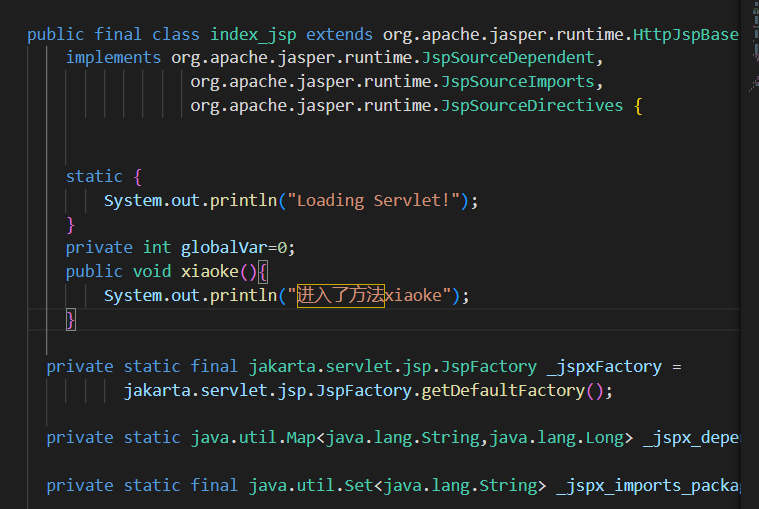 public final class index_jsp extends org.apache.jasper.runtime.HttpJspBase
implements org.apache.jasper.runtime.JspSourceDependent,
org.apache.jasper.runtime.JspSourceImports,
org.apache.jasper.runtime.JspSourceDirectives {
static {
System.out.println("Loading Servlet!");
}
private int globalVar=0;
public void xiaoke(){
System.out.println("进入了方法xiaoke");
}
private static final jakarta.servlet.jsp.JspFactory _jspxFactory =
jakarta.servlet.jsp.JspFactory.getDefaultFactory();
private static java.util.Map<java.lang.String,java.lang.Long> _jspx_depe
private static final java.util.Set<java.lang.String> _jspx_imports_packa